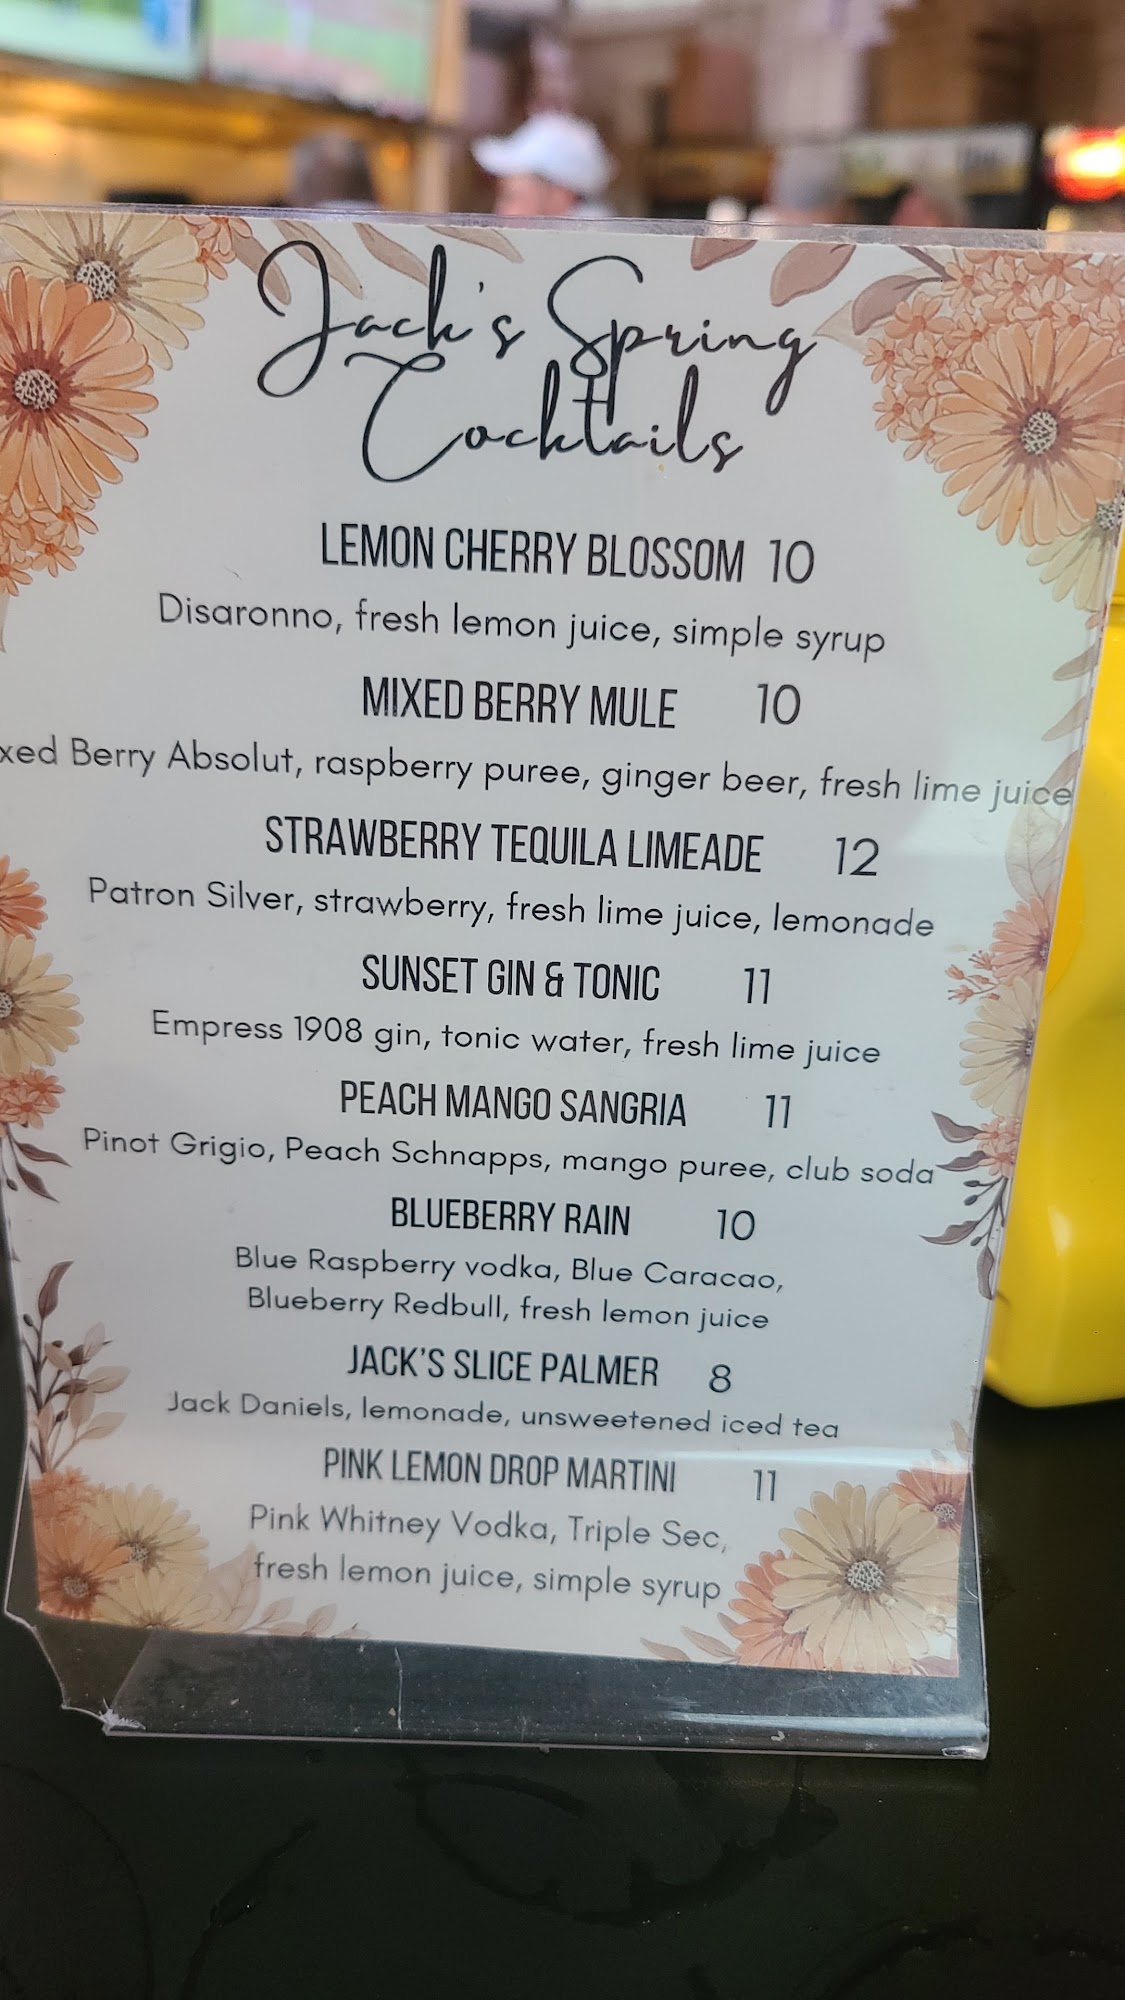 Jack's Spring
Cocktails
LEMON CHERRY BLOSSOM 10
Disaronno, fresh lemon juice, simple syrup
MIXED BERRY MULE 10
xed Berry Absolut, raspberry puree, ginger beer, fresh lime juice
STRAWBERRY TEQUILA LIMEADE 12
Patron Silver, strawberry, fresh lime juice, lemonade
SUNSET GIN & TONIC 11
Empress 1908 gin, tonic water, fresh lime juice
PEACH MANGO SANGRIA 11
Pinot Grigio, Peach Schnapps, mango puree, club soda
BLUEBERRY RAIN 10
Blue Raspberry vodka, Blue Caracao,
Blueberry Redbull, fresh lemon juice
JACK'S SLICE PALMER 8
Jack Daniels, lemonade, unsweetened iced tea
PINK LEMON DROP MARTINI 11
Pink Whitney Vodka, Triple Sec,
fresh lemon juice, simple syrup